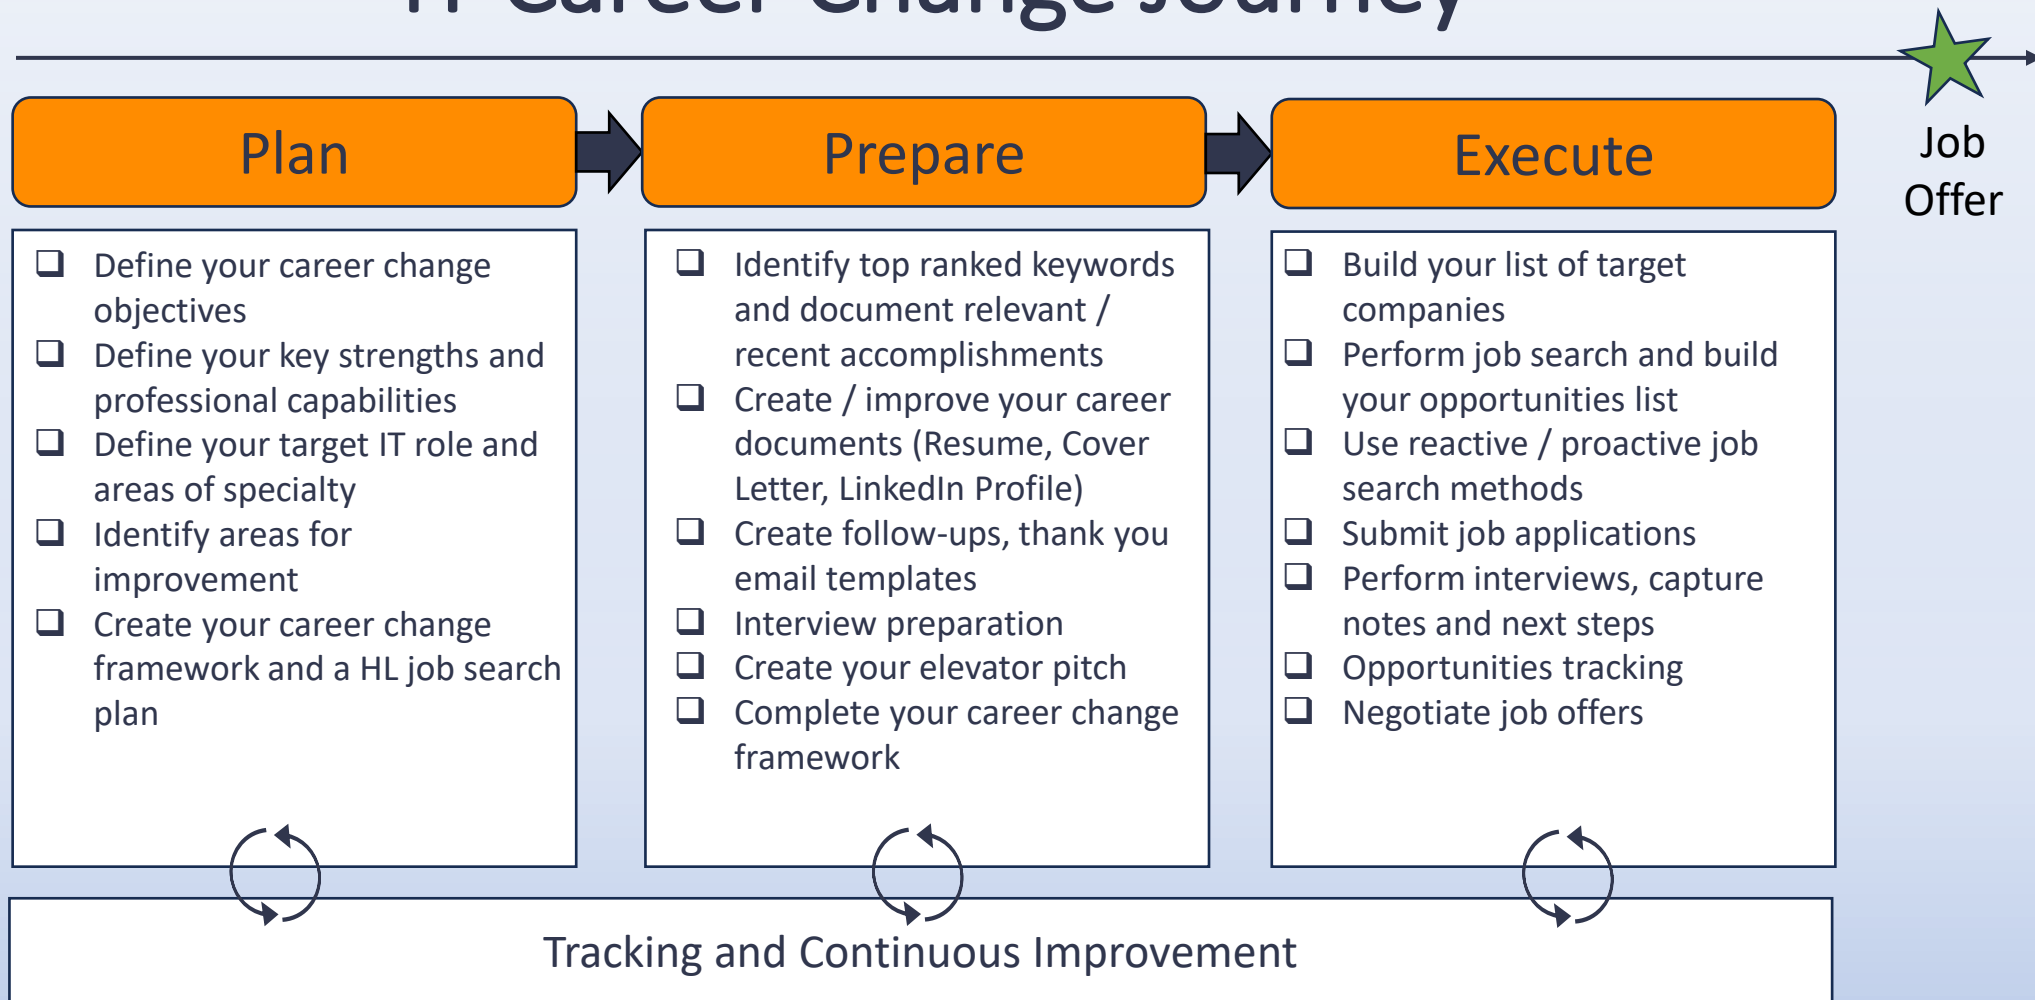 IT Career Change Journey
Job
Offer
Plan
Prepare
Execute
❑ Define your career change
objectives
❑ Define your key strengths and
professional capabilities
❑ Define your target IT role and
areas of specialty
❑ Identify areas for
improvement
❑ Create your career change
framework and a HL job search
plan
❑ Identify top ranked keywords
and document relevant /
recent accomplishments
❑ Create / improve your career
documents (Resume, Cover
Letter, LinkedIn Profile)
❑ Create follow-ups, thank you
email templates
❑ Interview preparation
❑ Create your elevator pitch
❑ Complete your career change
framework
❑ Build your list of target
companies
❑ Perform job search and build
your opportunities list
❑ Use reactive / proactive job
search methods
❑ Submit job applications
❑ Perform interviews, capture
notes and next steps
❑ Opportunities tracking
❑ Negotiate job offers
Tracking and Continuous Improvement